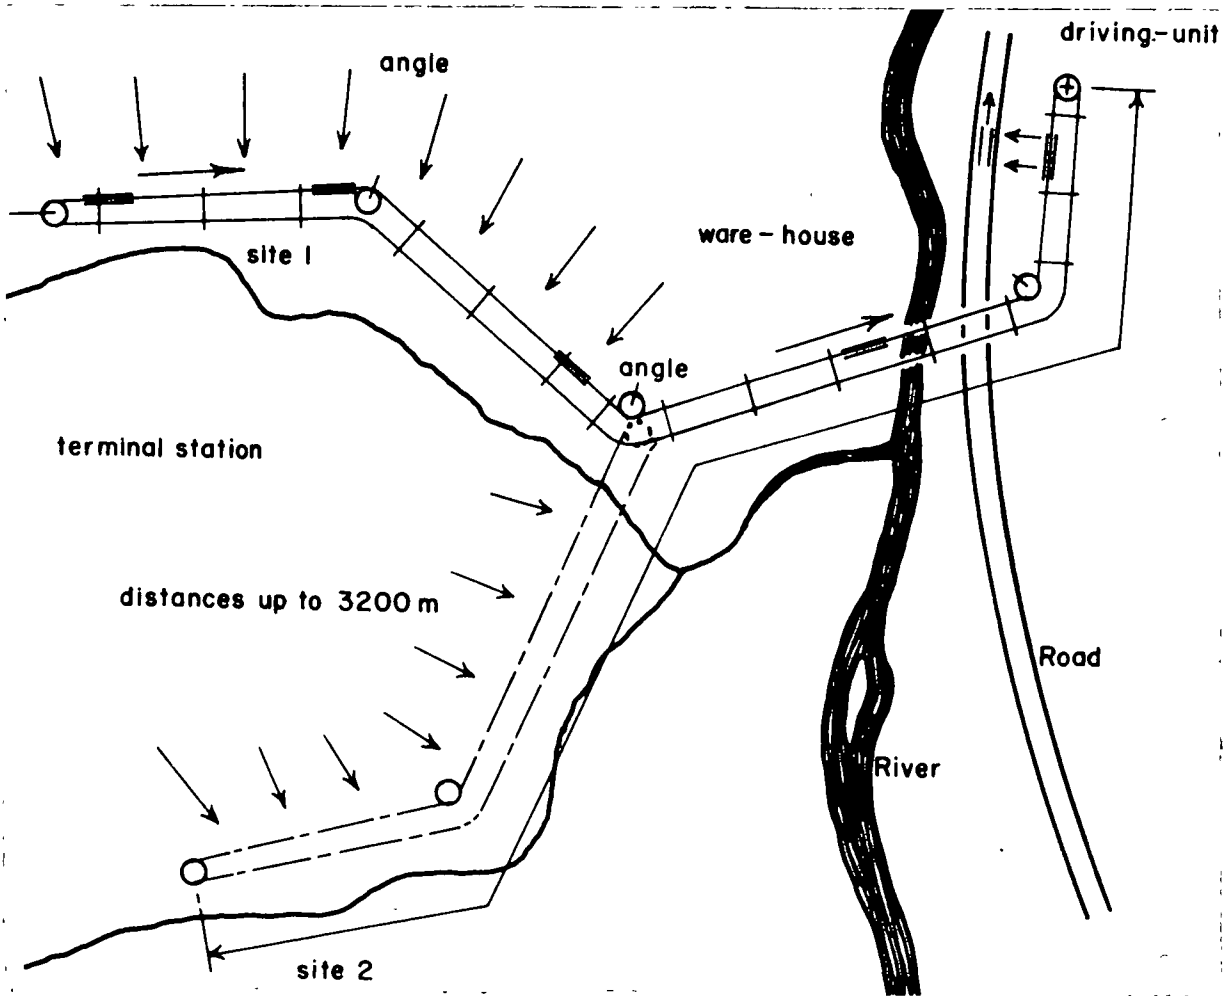 driving-unit
angle
ware-house
site 1
angle
terminal station
distances up to 3200 m
Road
River
site 2